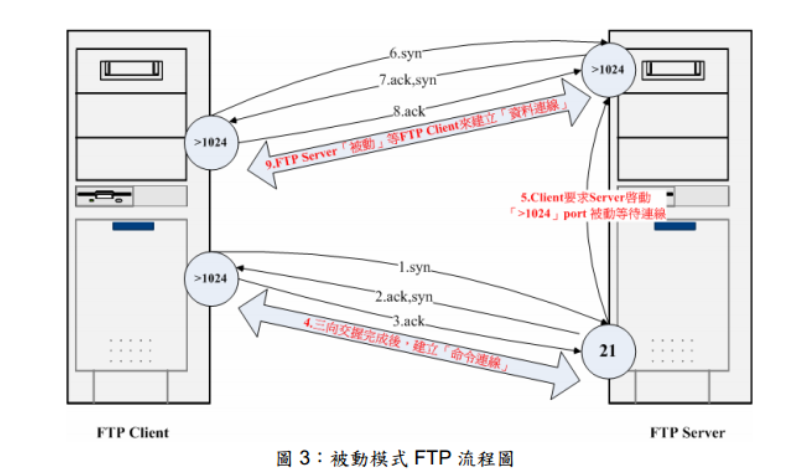 6.syn
7.ack,syn
>1024
8.ack
>1024
9.FTP Server「被動」等FTP Client來建立「資料連線」
5.Client要求Server啓動
「>1024」port 被動等待連線
>1024
1.syn
2.ack,syn
3.ack
4.三向交握完成後，建立「命令連線」
21
FTP Client
FTP Server
圖 3：被動模式 FTP 流程圖